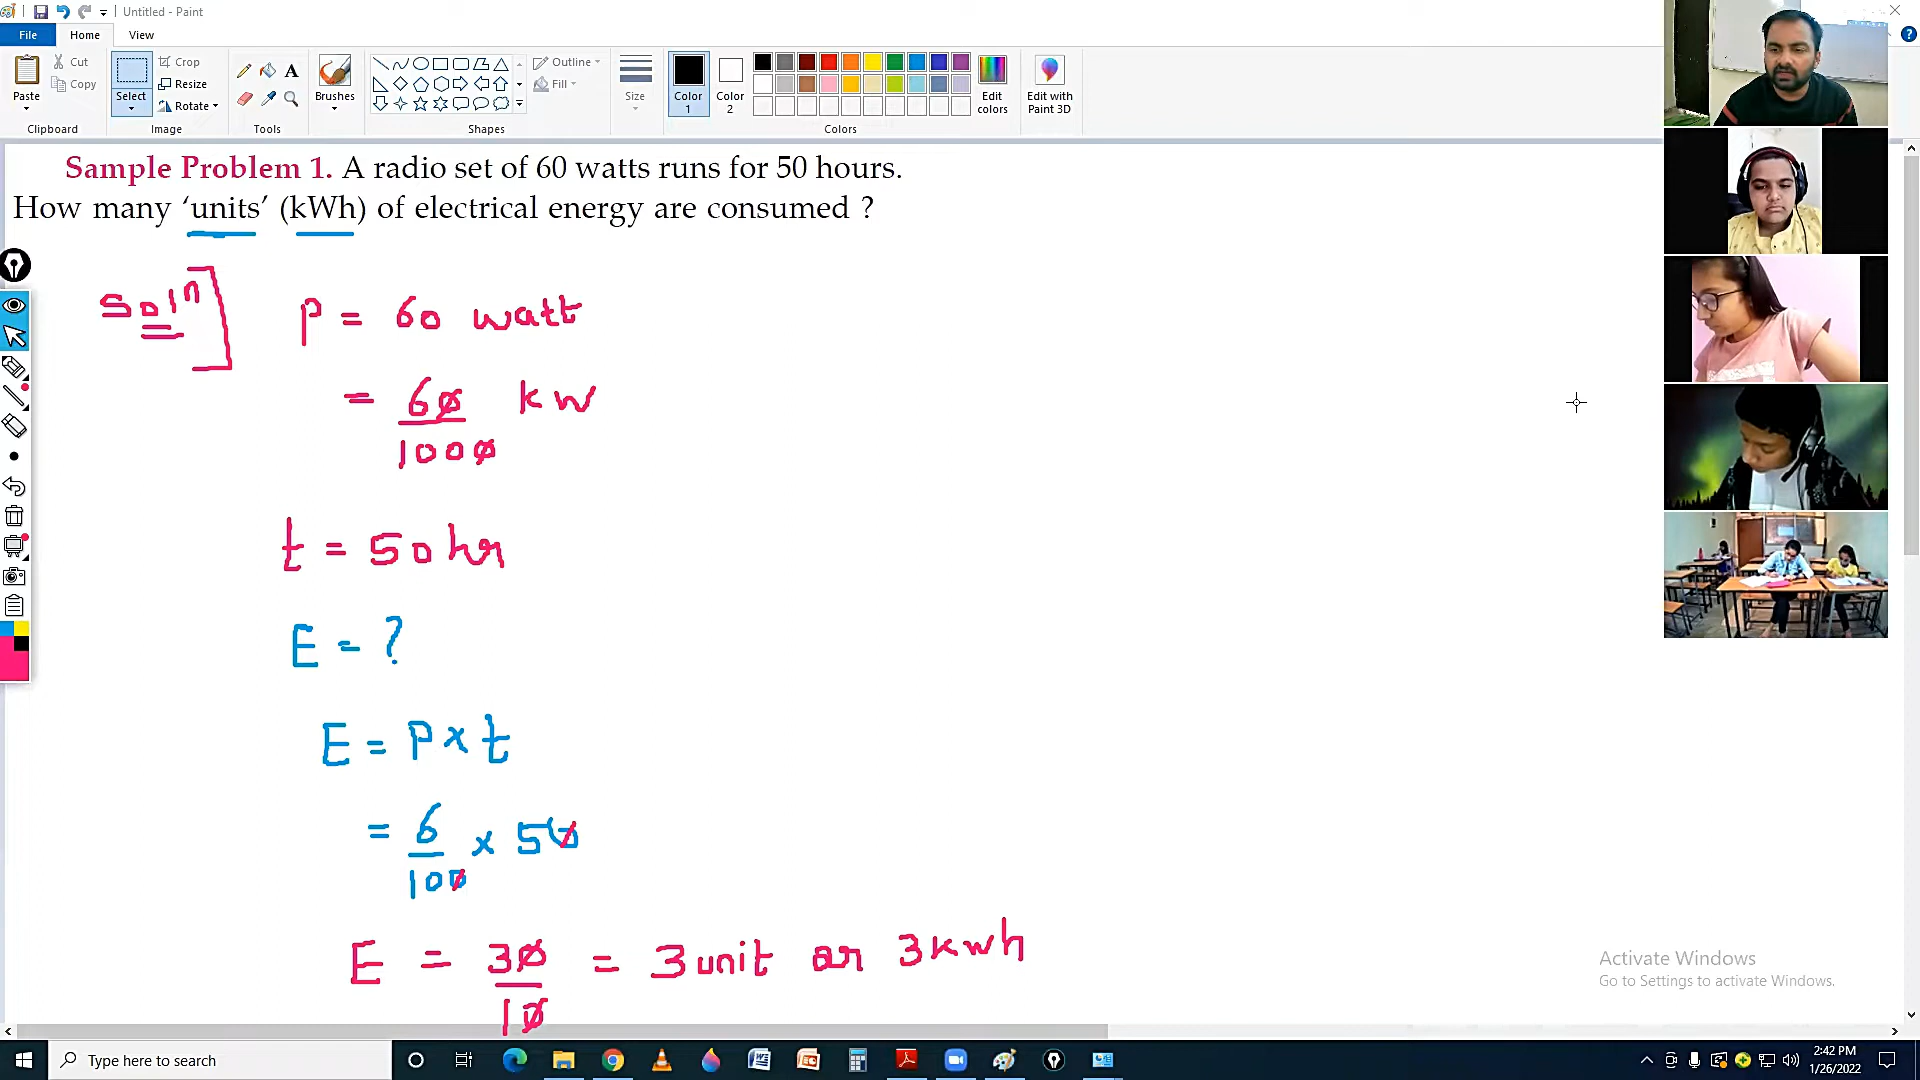 Untitled - Paint
File Home View
Paste Cut Copy Clipboard
Select Crop Resize Rotate Image
Tools
Brushes
Outline Fill Shapes
Size
Color 1 Color 2 Edit colors Colors
Edit with Paint 3D
Sample Problem 1. A radio set of 60 watts runs for 50 hours.
How many ‘units’ (kWh) of electrical energy are consumed ?
Soln
P = 60 watt
= 60/1000 kw
t = 50 hr
E = ?
E = P x t
= 6/100 x 50
E = 30/10 = 3 unit or 3 kwh
Activate Windows
Go to Settings to activate Windows.
Type here to search
2:42 PM
1/26/2022